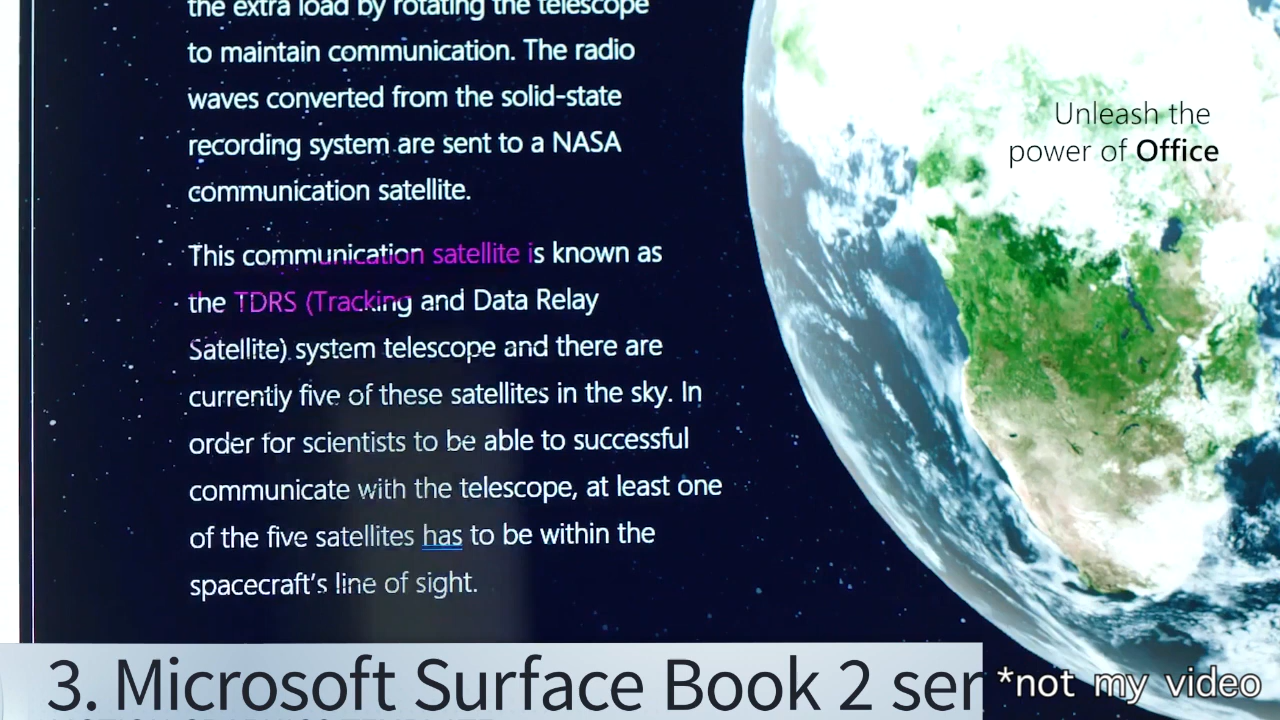 the extra load by rotating the telescope
to maintain communication. The radio
waves converted from the solid-state
recording system are sent to a NASA
communication satellite.
This communication satellite is known as
the TDRS (Tracking and Data Relay
Satellite) system telescope and there are
currently five of these satellites in the sky. In
order for scientists to be able to successful
communicate with the telescope, at least one
of the five satellites has to be within the
spacecraft's line of sight.
Unleash the
power of Office
3. Microsoft Surface Book 2 ser
*not my video